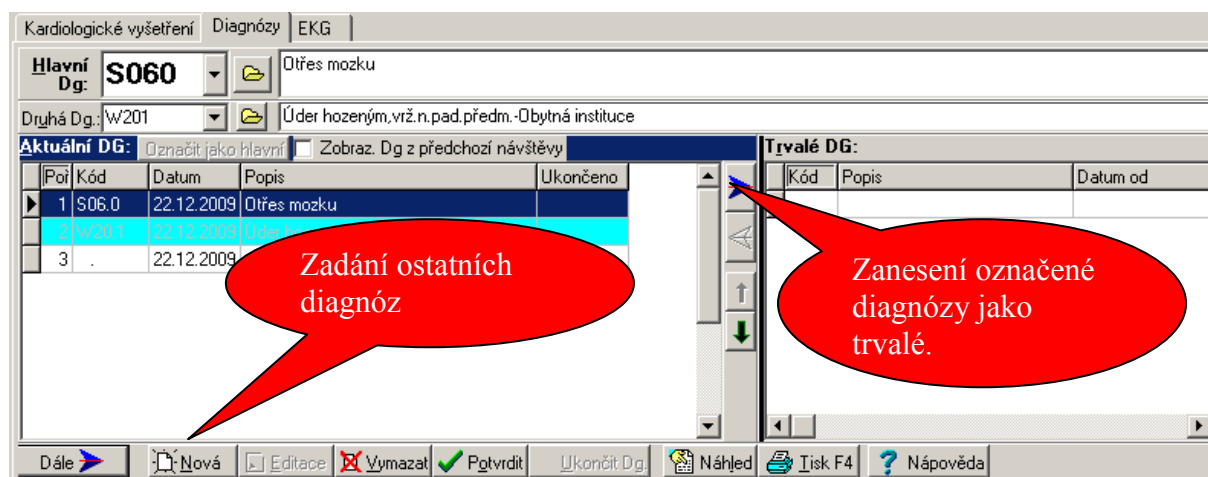 Kardiologické vyšetření Diagnózy EKG
Hlavní Dg: S060 Otřes mozku
Druhá Dg.: W201 Úder hozeným,vrž.n.pad.předm.-Obytná instituce
Aktuální DG: Označit jako hlavní Zobraz. Dg z předchozí návštěvy Trvalé DG:
Poř Kód Datum Popis Ukončeno Kód Popis Datum od
1 S06.0 22.12.2009 Otřes mozku
2 W20.1 22.12.2009 Úder
3 . 22.12.2009
Zadání ostatních
diagnóz
Zanesení označené
diagnózy jako
trvalé.
Dále Nová Editace Vymazat Potvrdit Ukončit Dg. Náhled Tisk F4 Nápověda